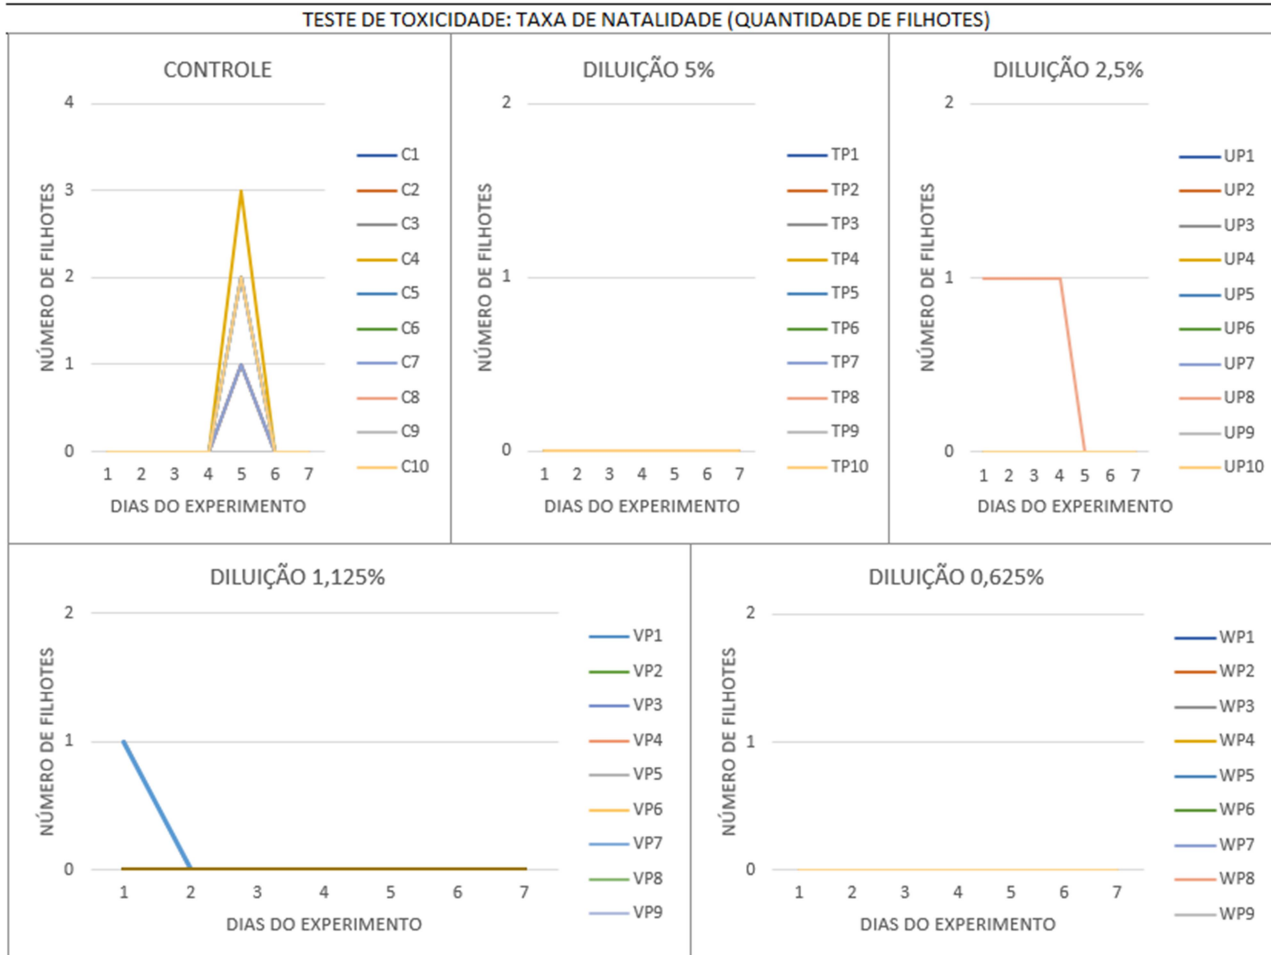 TESTE DE TOXICIDADE: TAXA DE NATALIDADE (QUANTIDADE DE FILHOTES)
CONTROLE
NÚMERO DE FILHOTES
4
3
2
1
0
1 2 3 4 5 6 7
DIAS DO EXPERIMENTO
C1
C2
C3
C4
C5
C6
C7
C8
C9
C10
DILUIÇÃO 5%
NÚMERO DE FILHOTES
2
1
0
1 2 3 4 5 6 7
DIAS DO EXPERIMENTO
TP1
TP2
TP3
TP4
TP5
TP6
TP7
TP8
TP9
TP10
DILUIÇÃO 2,5%
NÚMERO DE FILHOTES
2
1
0
1 2 3 4 5 6 7
DIAS DO EXPERIMENTO
UP1
UP2
UP3
UP4
UP5
UP6
UP7
UP8
UP9
UP10
DILUIÇÃO 1,125%
NÚMERO DE FILHOTES
2
1
0
1 2 3 4 5 6 7
DIAS DO EXPERIMENTO
VP1
VP2
VP3
VP4
VP5
VP6
VP7
VP8
VP9
DILUIÇÃO 0,625%
NÚMERO DE FILHOTES
2
1
0
1 2 3 4 5 6 7
DIAS DO EXPERIMENTO
WP1
WP2
WP3
WP4
WP5
WP6
WP7
WP8
WP9